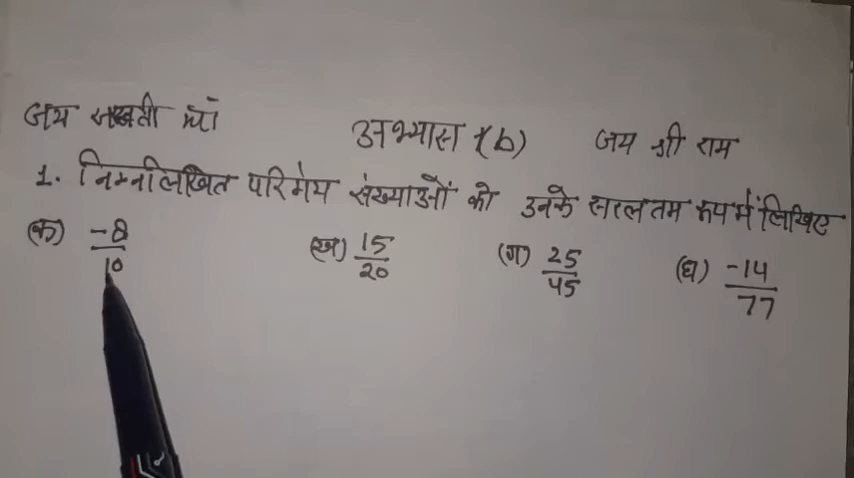 जय सरस्वती माँ अभ्यास 1(b) जय श्री राम
1. निम्नलिखित परिमेय संख्याओं को उनके सरलतम रूप में लिखिए
(क) -8/10 (ख) 15/20 (ग) 25/45 (घ) -14/77